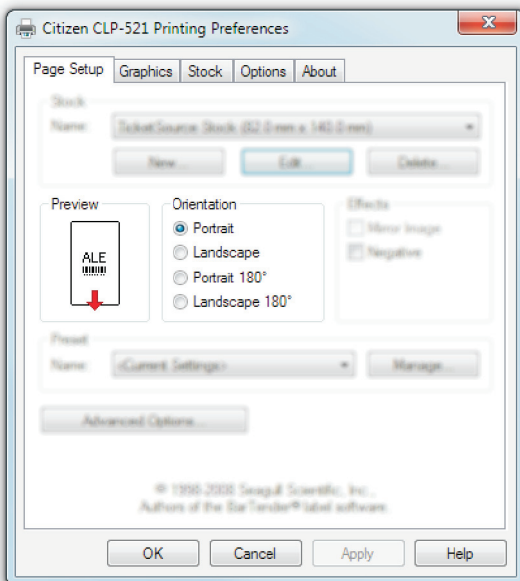 Citizen CLP-521 Printing Preferences
Page Setup Graphics Stock Options About
Stock
Name: TicketSource Stock (82.0 mm x 140.0 mm)
New... Edit... Delete...
Preview
ALE
Orientation
Portrait
Landscape
Portrait 180°
Landscape 180°
Effects
Mirror Image
Negative
Preset
Name: <Current Settings>
Manage...
Advanced Options...
Seagull Scientific, Inc.,
Authors of the BarTender® label software.
OK Cancel Apply Help